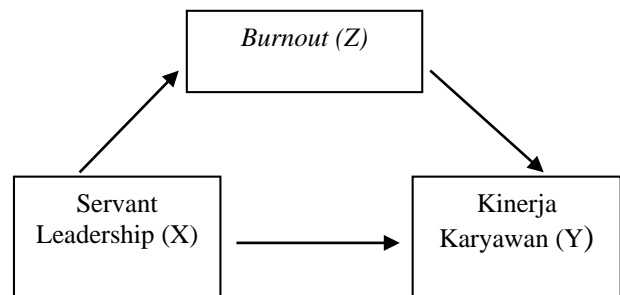 Burnout (Z)
Servant
Leadership (X)
Kinerja
Karyawan (Y)